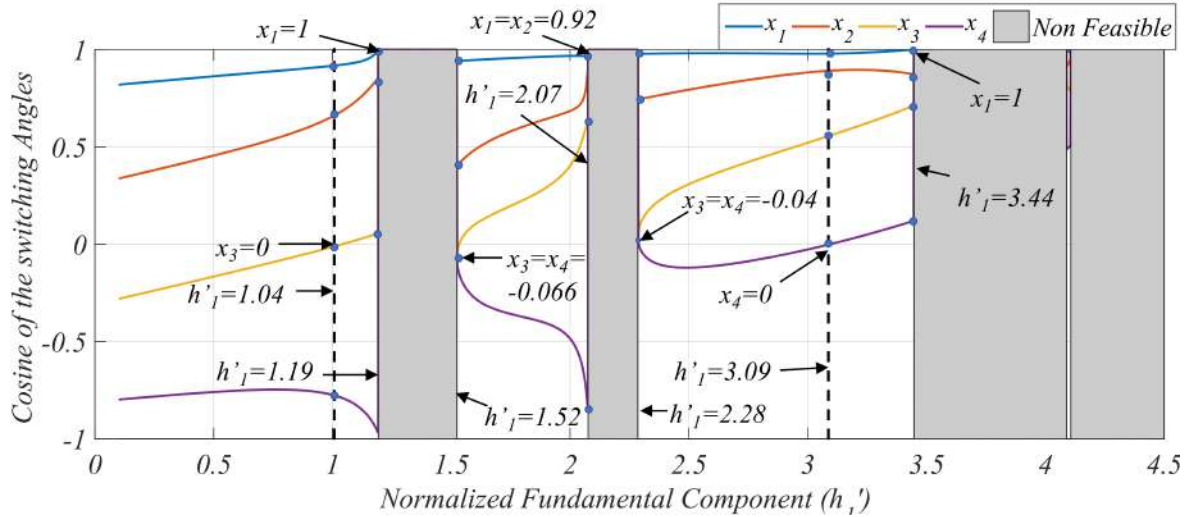 x₁=1
x₁=x₂=0.92
x₁ x₂ x₃ x₄ Non Feasible
Cosine of the switching Angles
1
0.5
0
-0.5
-1
h'₁=2.07
x₁=1
h'₁=3.44
x₃=x₄=-0.04
x₃=0
x₃=x₄=
-0.066
h'₁=1.04
x₄=0
h'₁=1.19
h'₁=3.09
h'₁=1.52
h'₁=2.28
0 0.5 1 1.5 2 2.5 3 3.5 4 4.5
Normalized Fundamental Component (h₁')